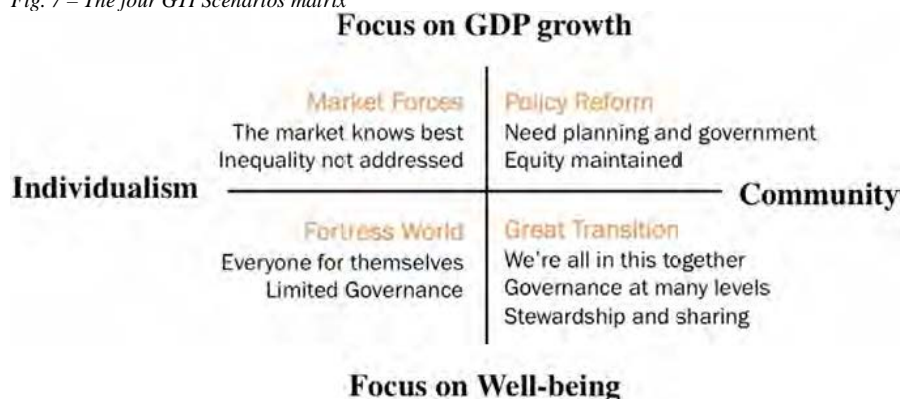 Fig. 7 – The four GTI Scenarios matrix
Focus on GDP growth
Market Forces
The market knows best
Inequality not addressed
Policy Reform
Need planning and government
Equity maintained
Individualism
Community
Fortress World
Everyone for themselves
Limited Governance
Great Transition
We're all in this together
Governance at many levels
Stewardship and sharing
Focus on Well-being